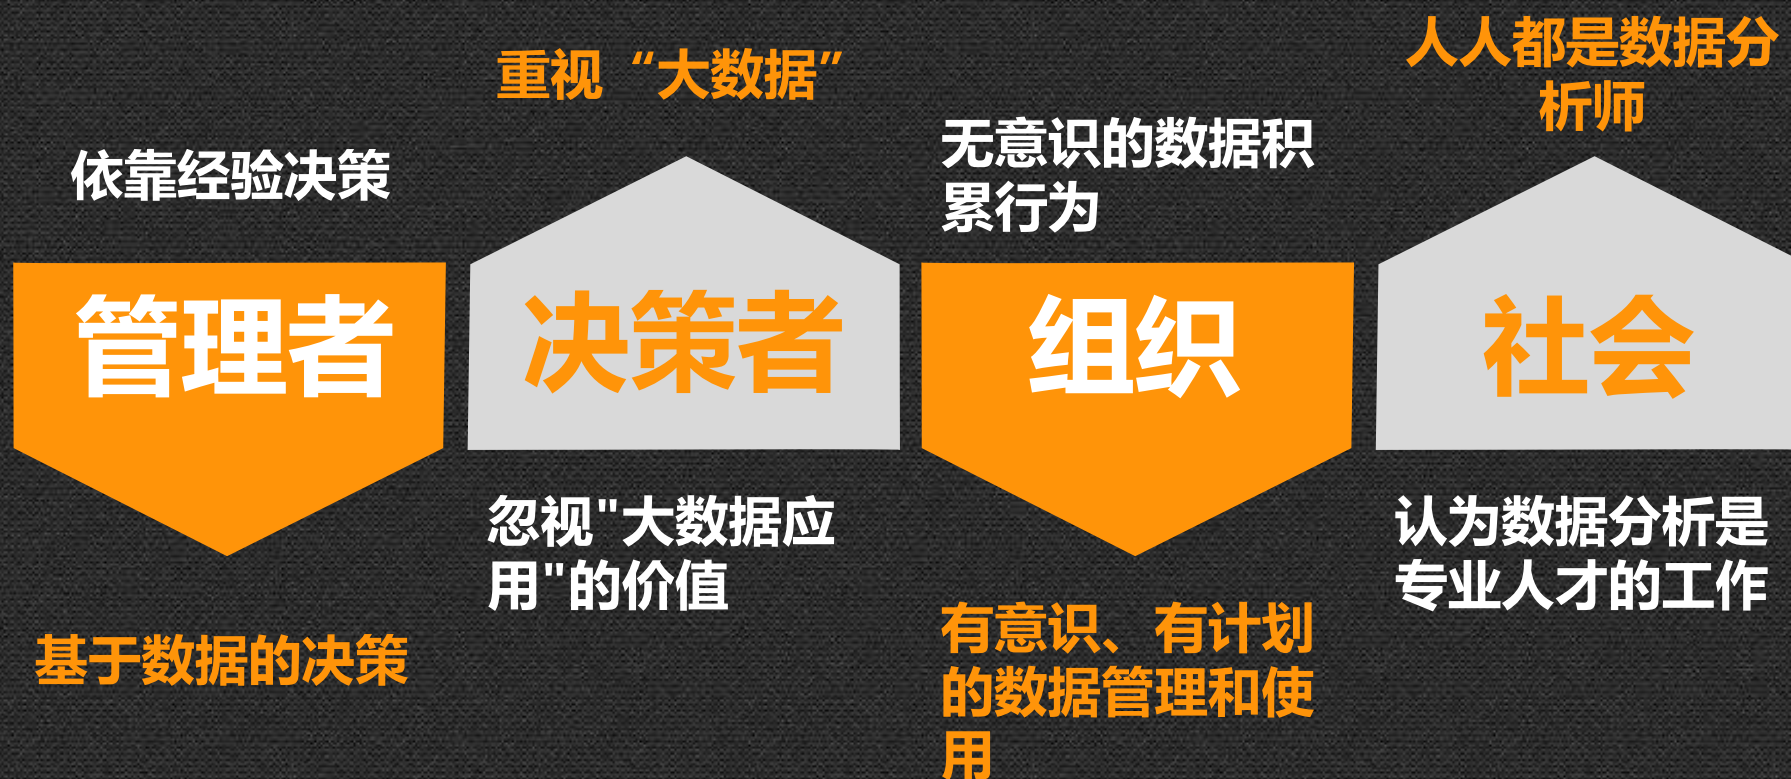 依靠经验决策
管理者
基于数据的决策
重视“大数据”
决策者
忽视"大数据应
用"的价值
无意识的数据积
累行为
组织
有意识、有计划
的数据管理和使
用
人人都是数据分
析师
社会
认为数据分析是
专业人才的工作